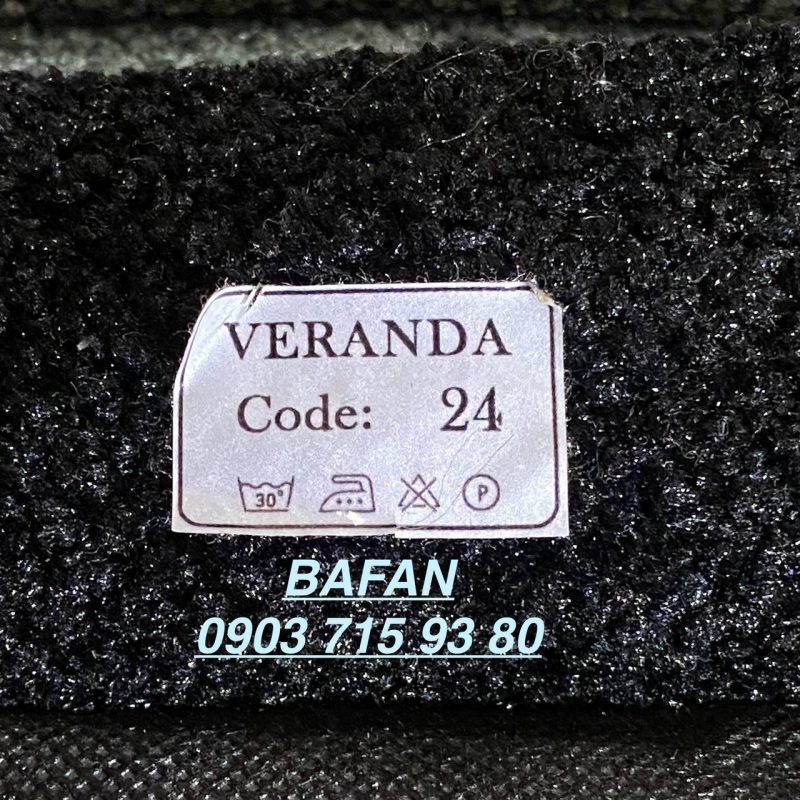 VERANDA
Code: 24
30°
P
BAFAN
0903 715 93 80